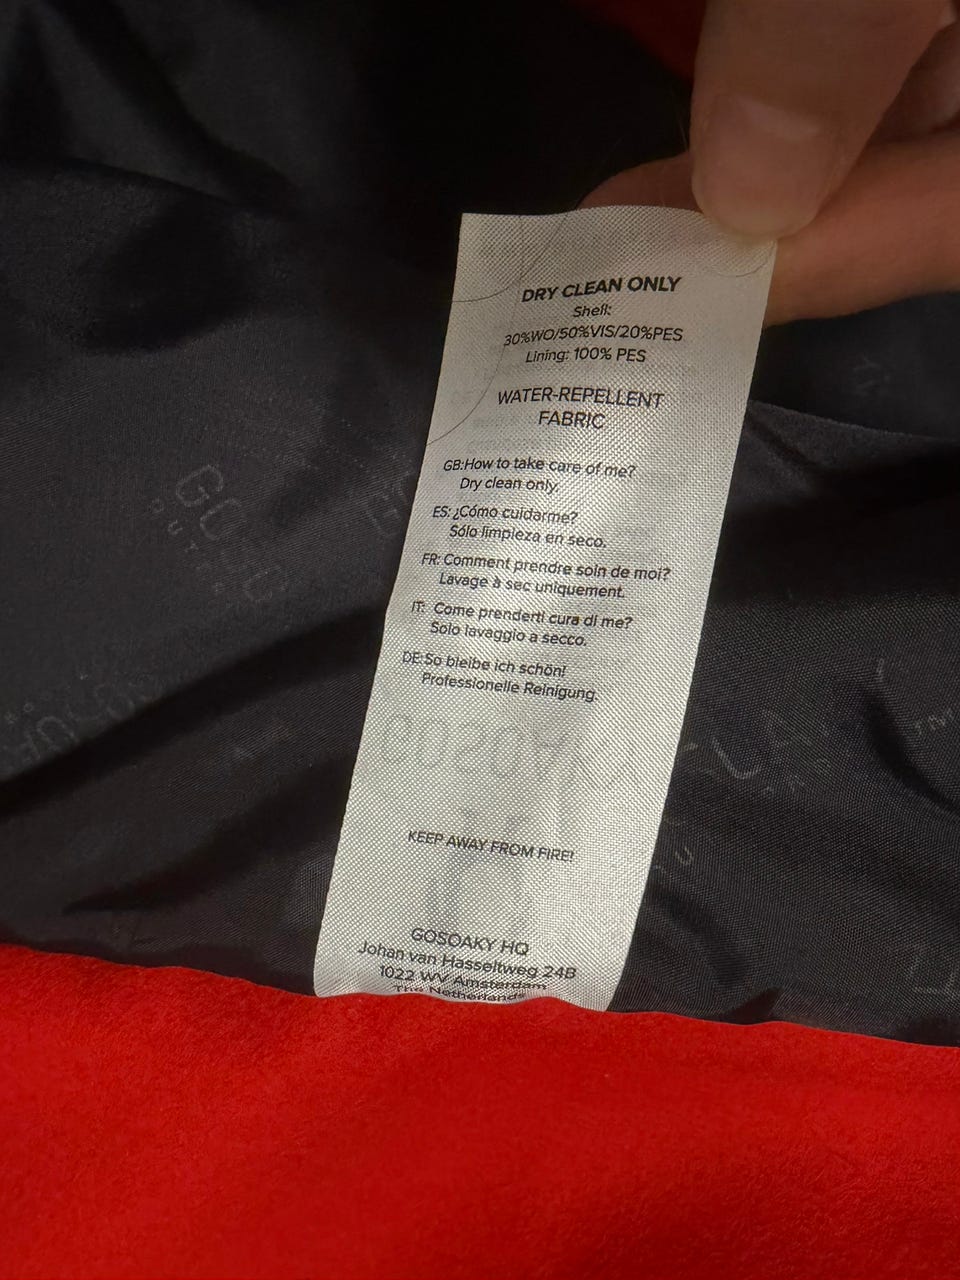 DRY CLEAN ONLY
Shell:
30%WO/50%VIS/20%PES
Lining: 100% PES
WATER-REPELLENT
FABRIC
GB:How to take care of me?
Dry clean only.
ES: ¿Cómo cuidarme?
Sólo limpieza en seco.
FR: Comment prendre soin de moi?
Lavage à sec uniquement.
IT: Come prenderti cura di me?
Solo lavaggio a secco.
DE:So bleibe ich schön!
Professionelle Reinigung
KEEP AWAY FROM FIRE!
GOSOAKY HQ
Johan van Hasseltweg 24B
1022 WV Amsterdam
The Netherlands